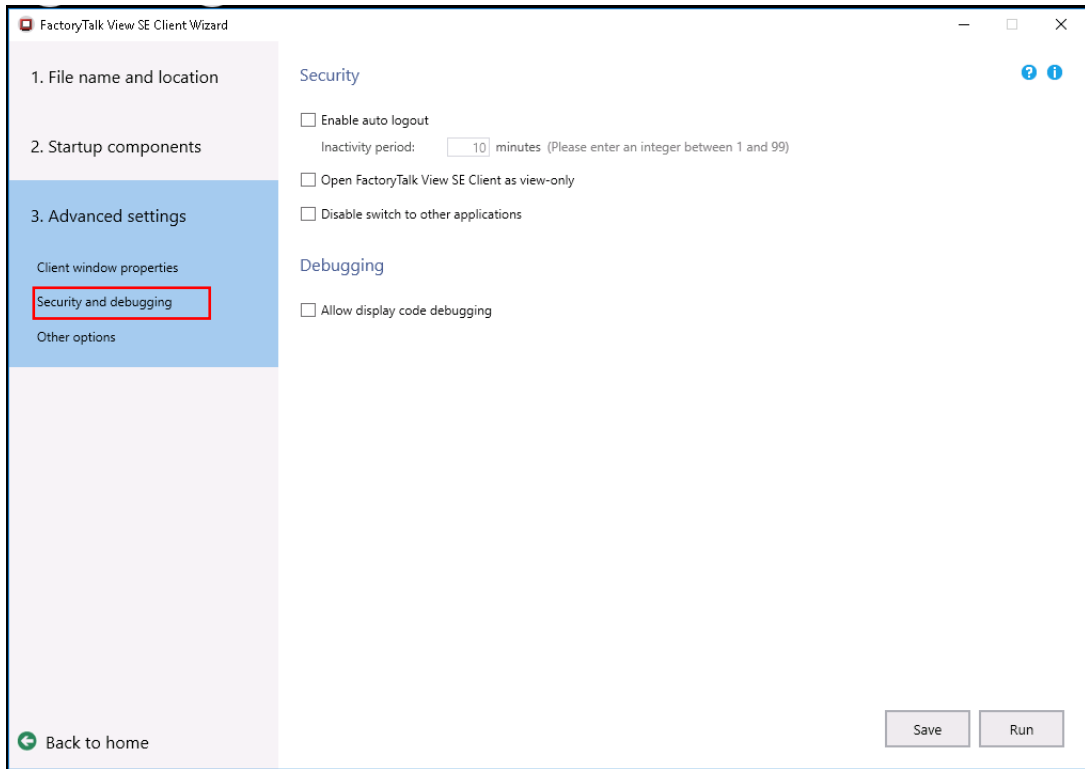 FactoryTalk View SE Client Wizard
1. File name and location
2. Startup components
3. Advanced settings
Client window properties
Security and debugging
Other options
Back to home
Security
Enable auto logout
Inactivity period: 10 minutes (Please enter an integer between 1 and 99)
Open FactoryTalk View SE Client as view-only
Disable switch to other applications
Debugging
Allow display code debugging
Save Run